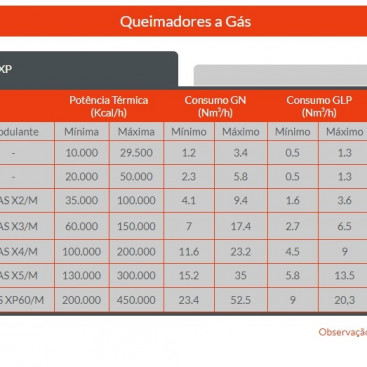 Queimadores a Gás
XP
Potência Térmica (Kcal/h) Consumo GN (Nm³/h) Consumo GLP (Nm³/h)
odulante Mínima Máxima Mínimo Máximo Mínimo Máximo
- 10.000 29.500 1.2 3.4 0.5 1.3
- 20.000 50.000 2.3 5.8 0.5 1.3
AS X2/M 35.000 100.000 4.1 9.4 1.6 3.6
AS X3/M 60.000 150.000 7 17.4 2.7 6.5
AS X4/M 100.000 200.000 11.6 23.2 4.5 9
AS X5/M 130.000 300.000 15.2 35 5.8 13.5
S XP60/M 200.000 450.000 23.4 52.5 9 20,3
Observação